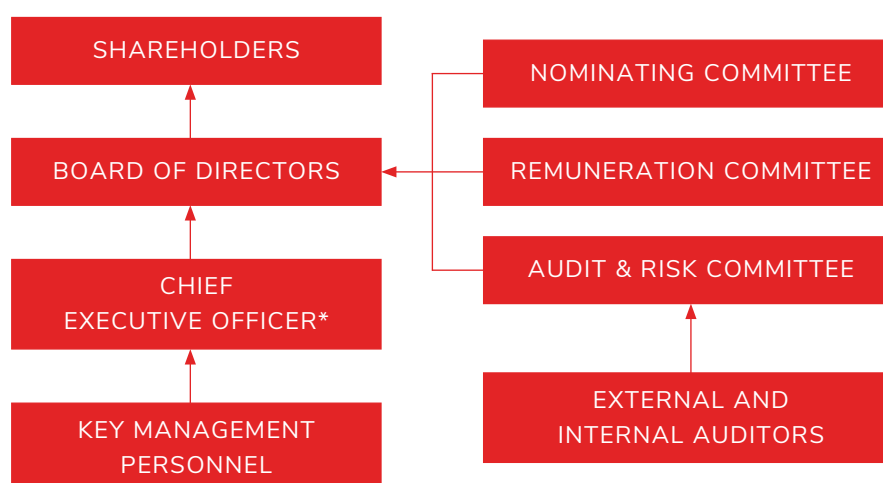 SHAREHOLDERS
BOARD OF DIRECTORS
CHIEF
EXECUTIVE OFFICER*
KEY MANAGEMENT
PERSONNEL
NOMINATING COMMITTEE
REMUNERATION COMMITTEE
AUDIT & RISK COMMITTEE
EXTERNAL AND
INTERNAL AUDITORS